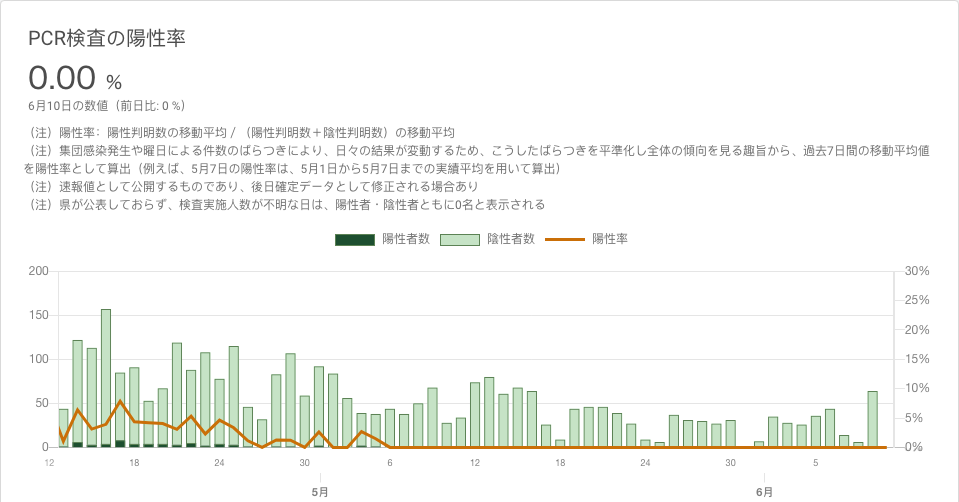 PCR検査の陽性率
0.00 %
6月10日の数値（前日比: 0 %）
（注）陽性率：陽性判明数の移動平均 / （陽性判明数＋陰性判明数）の移動平均
（注）集団感染発生や曜日による件数のばらつきにより、日々の結果が変動するため、こうしたばらつきを平準化し全体の傾向を見る趣旨から、過去7日間の移動平均値
を陽性率として算出（例えば、5月7日の陽性率は、5月1日から5月7日までの実績平均を用いて算出）
（注）速報値として公開するものであり、後日確定データとして修正される場合あり
（注）県が公表しておらず、検査実施人数が不明な日は、陽性者・陰性者ともに0名と表示される
陽性者数 陰性者数 陽性率
200 30%
25%
150
20%
100 15%
10%
50
5%
0 0%
12 18 24 30 6 12 18 24 30 5
5月 6月